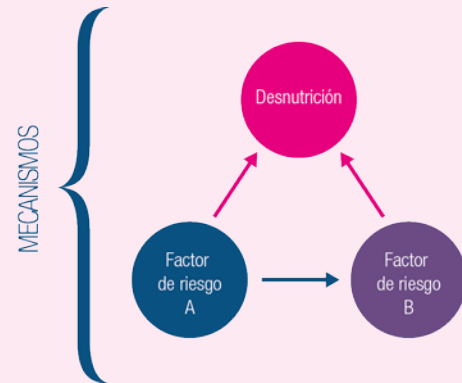 MECANISMOS
Desnutrición
Factor
de riesgo
A
Factor
de riesgo
B